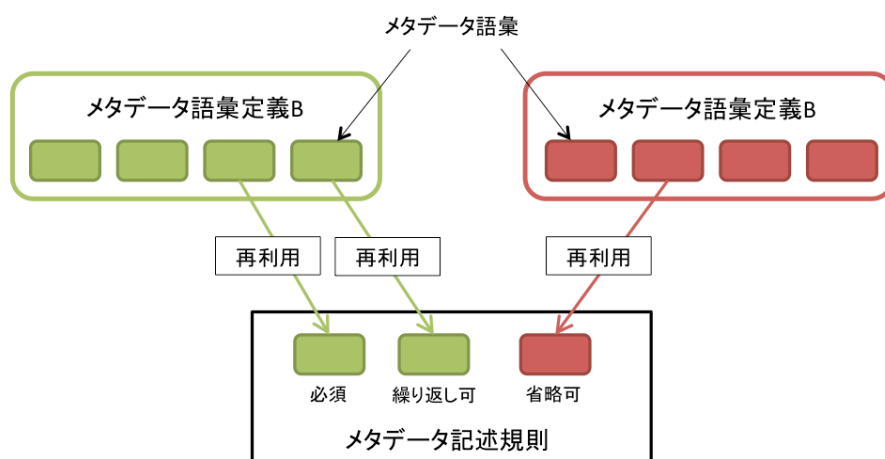 メタデータ語彙
メタデータ語彙定義B
メタデータ語彙定義B
再利用
再利用
再利用
必須
繰り返し可
省略可
メタデータ記述規則